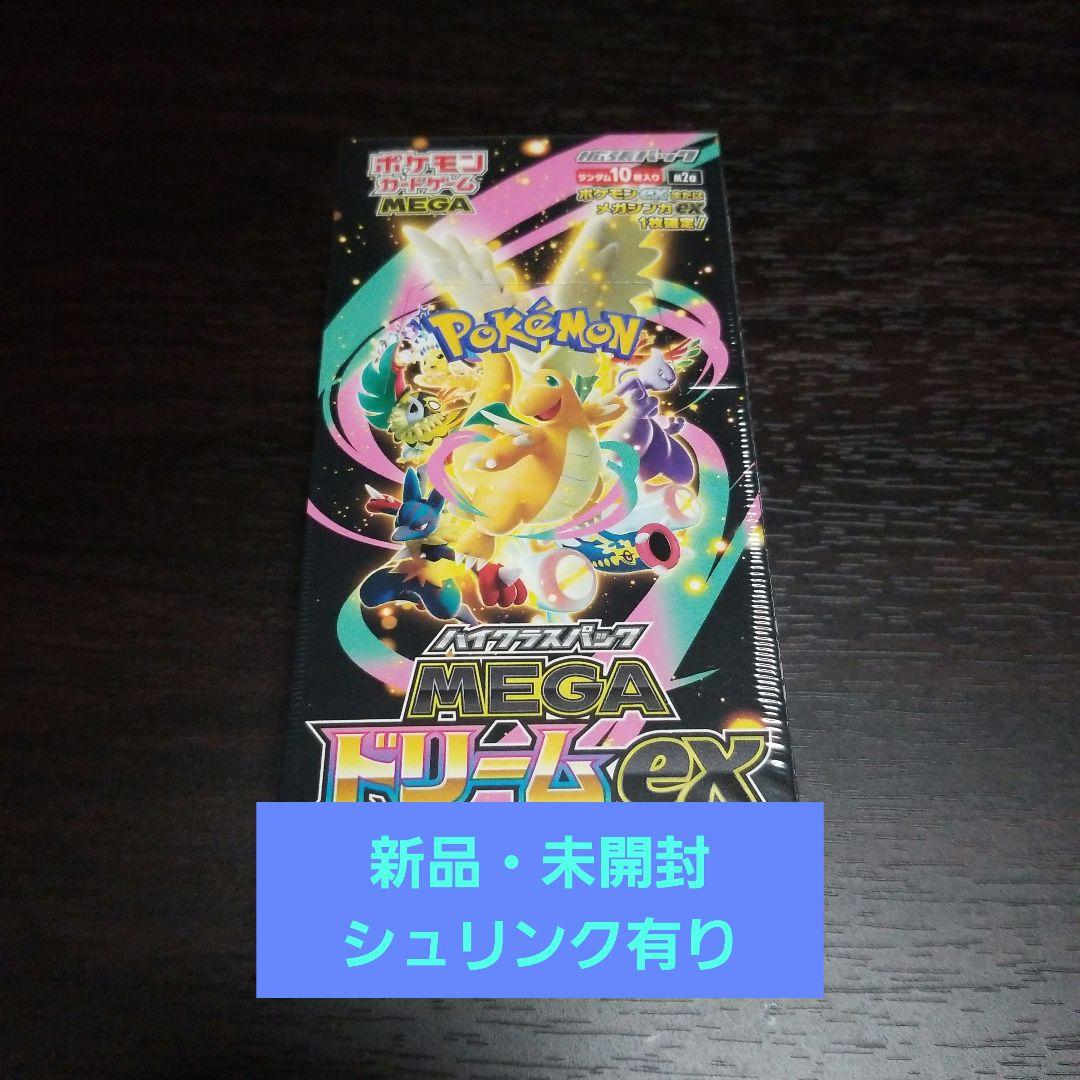 ポケモン
カードゲーム
MEGA
拡張パック
ランダム10枚入り
ポケモンexまたは
メガシンカex
1枚確定!
POKéMON
TM
ハイクラスパック
MEGA
ドリームex
新品・未開封
シュリンク有り